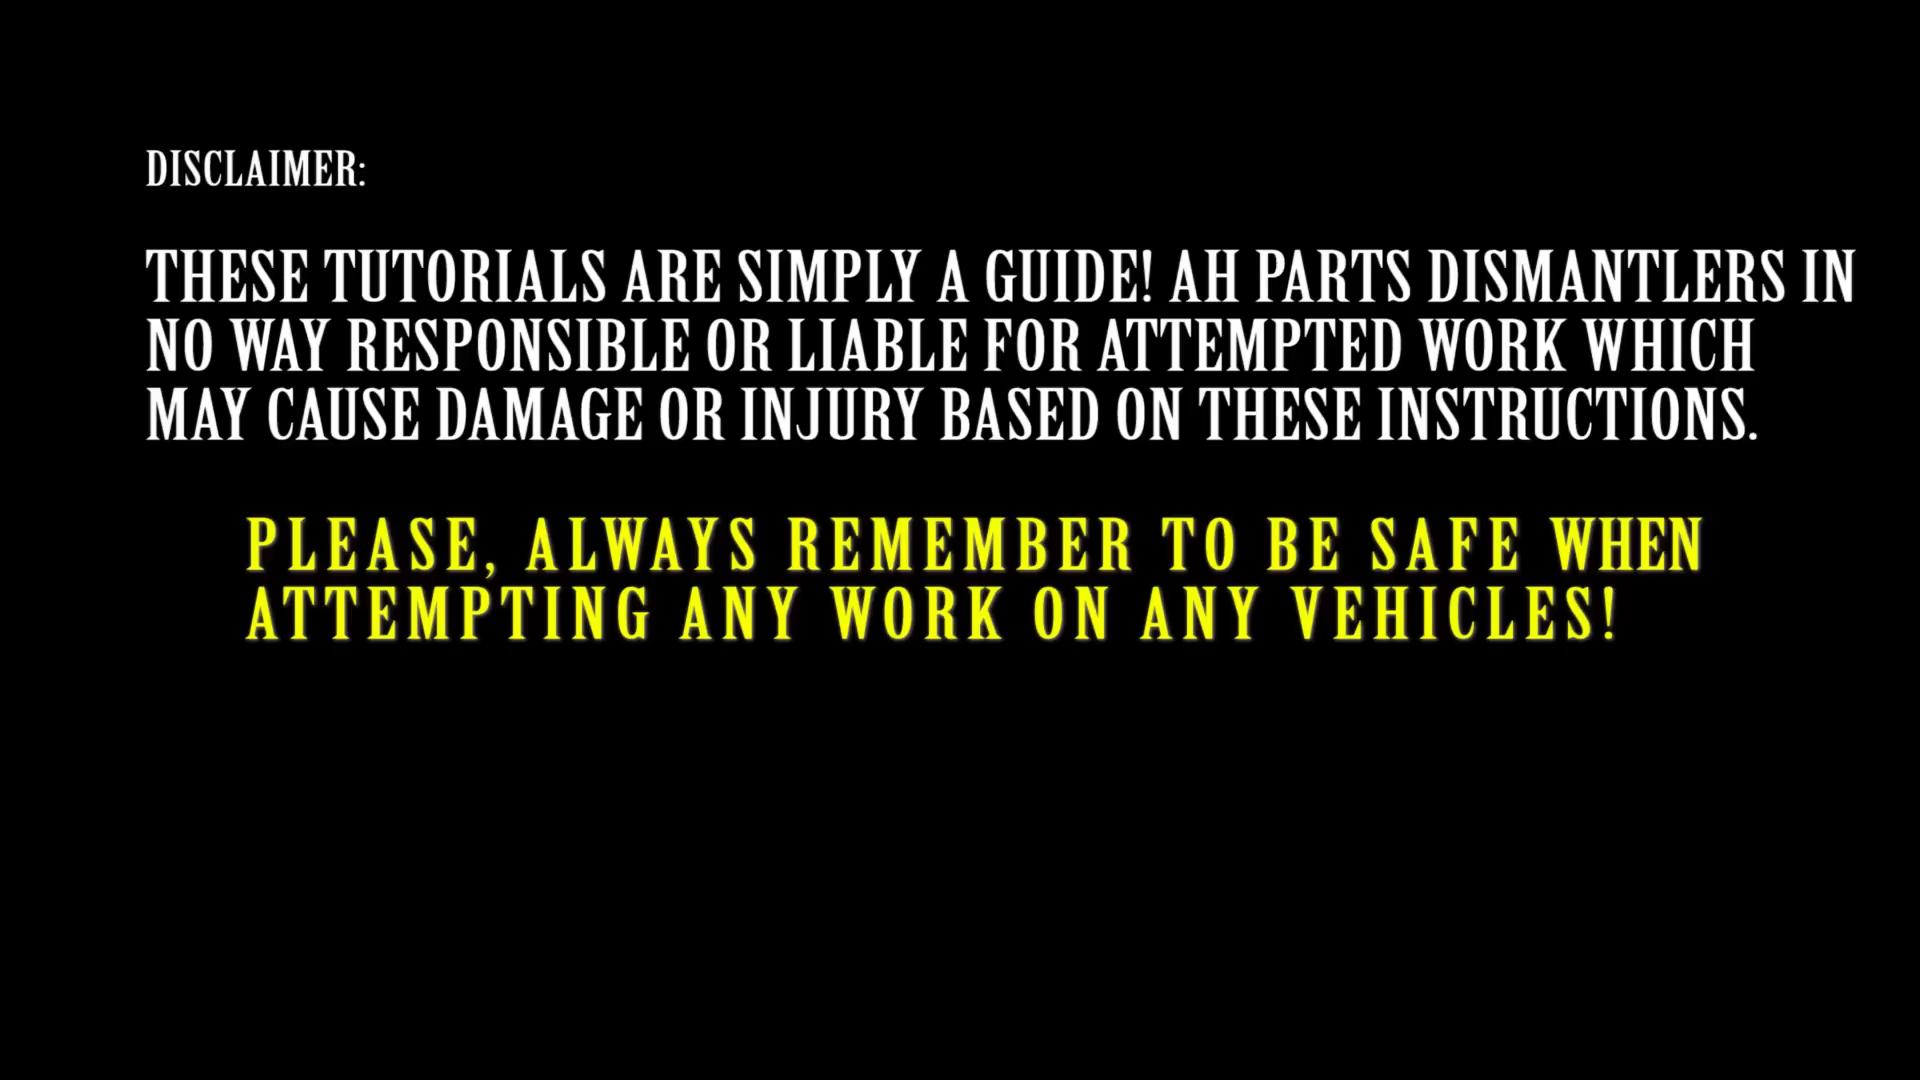 DISCLAIMER:
THESE TUTORIALS ARE SIMPLY A GUIDE! AH PARTS DISMANTLERS IN
NO WAY RESPONSIBLE OR LIABLE FOR ATTEMPTED WORK WHICH
MAY CAUSE DAMAGE OR INJURY BASED ON THESE INSTRUCTIONS.
PLEASE, ALWAYS REMEMBER TO BE SAFE WHEN
ATTEMPTING ANY WORK ON ANY VEHICLES!